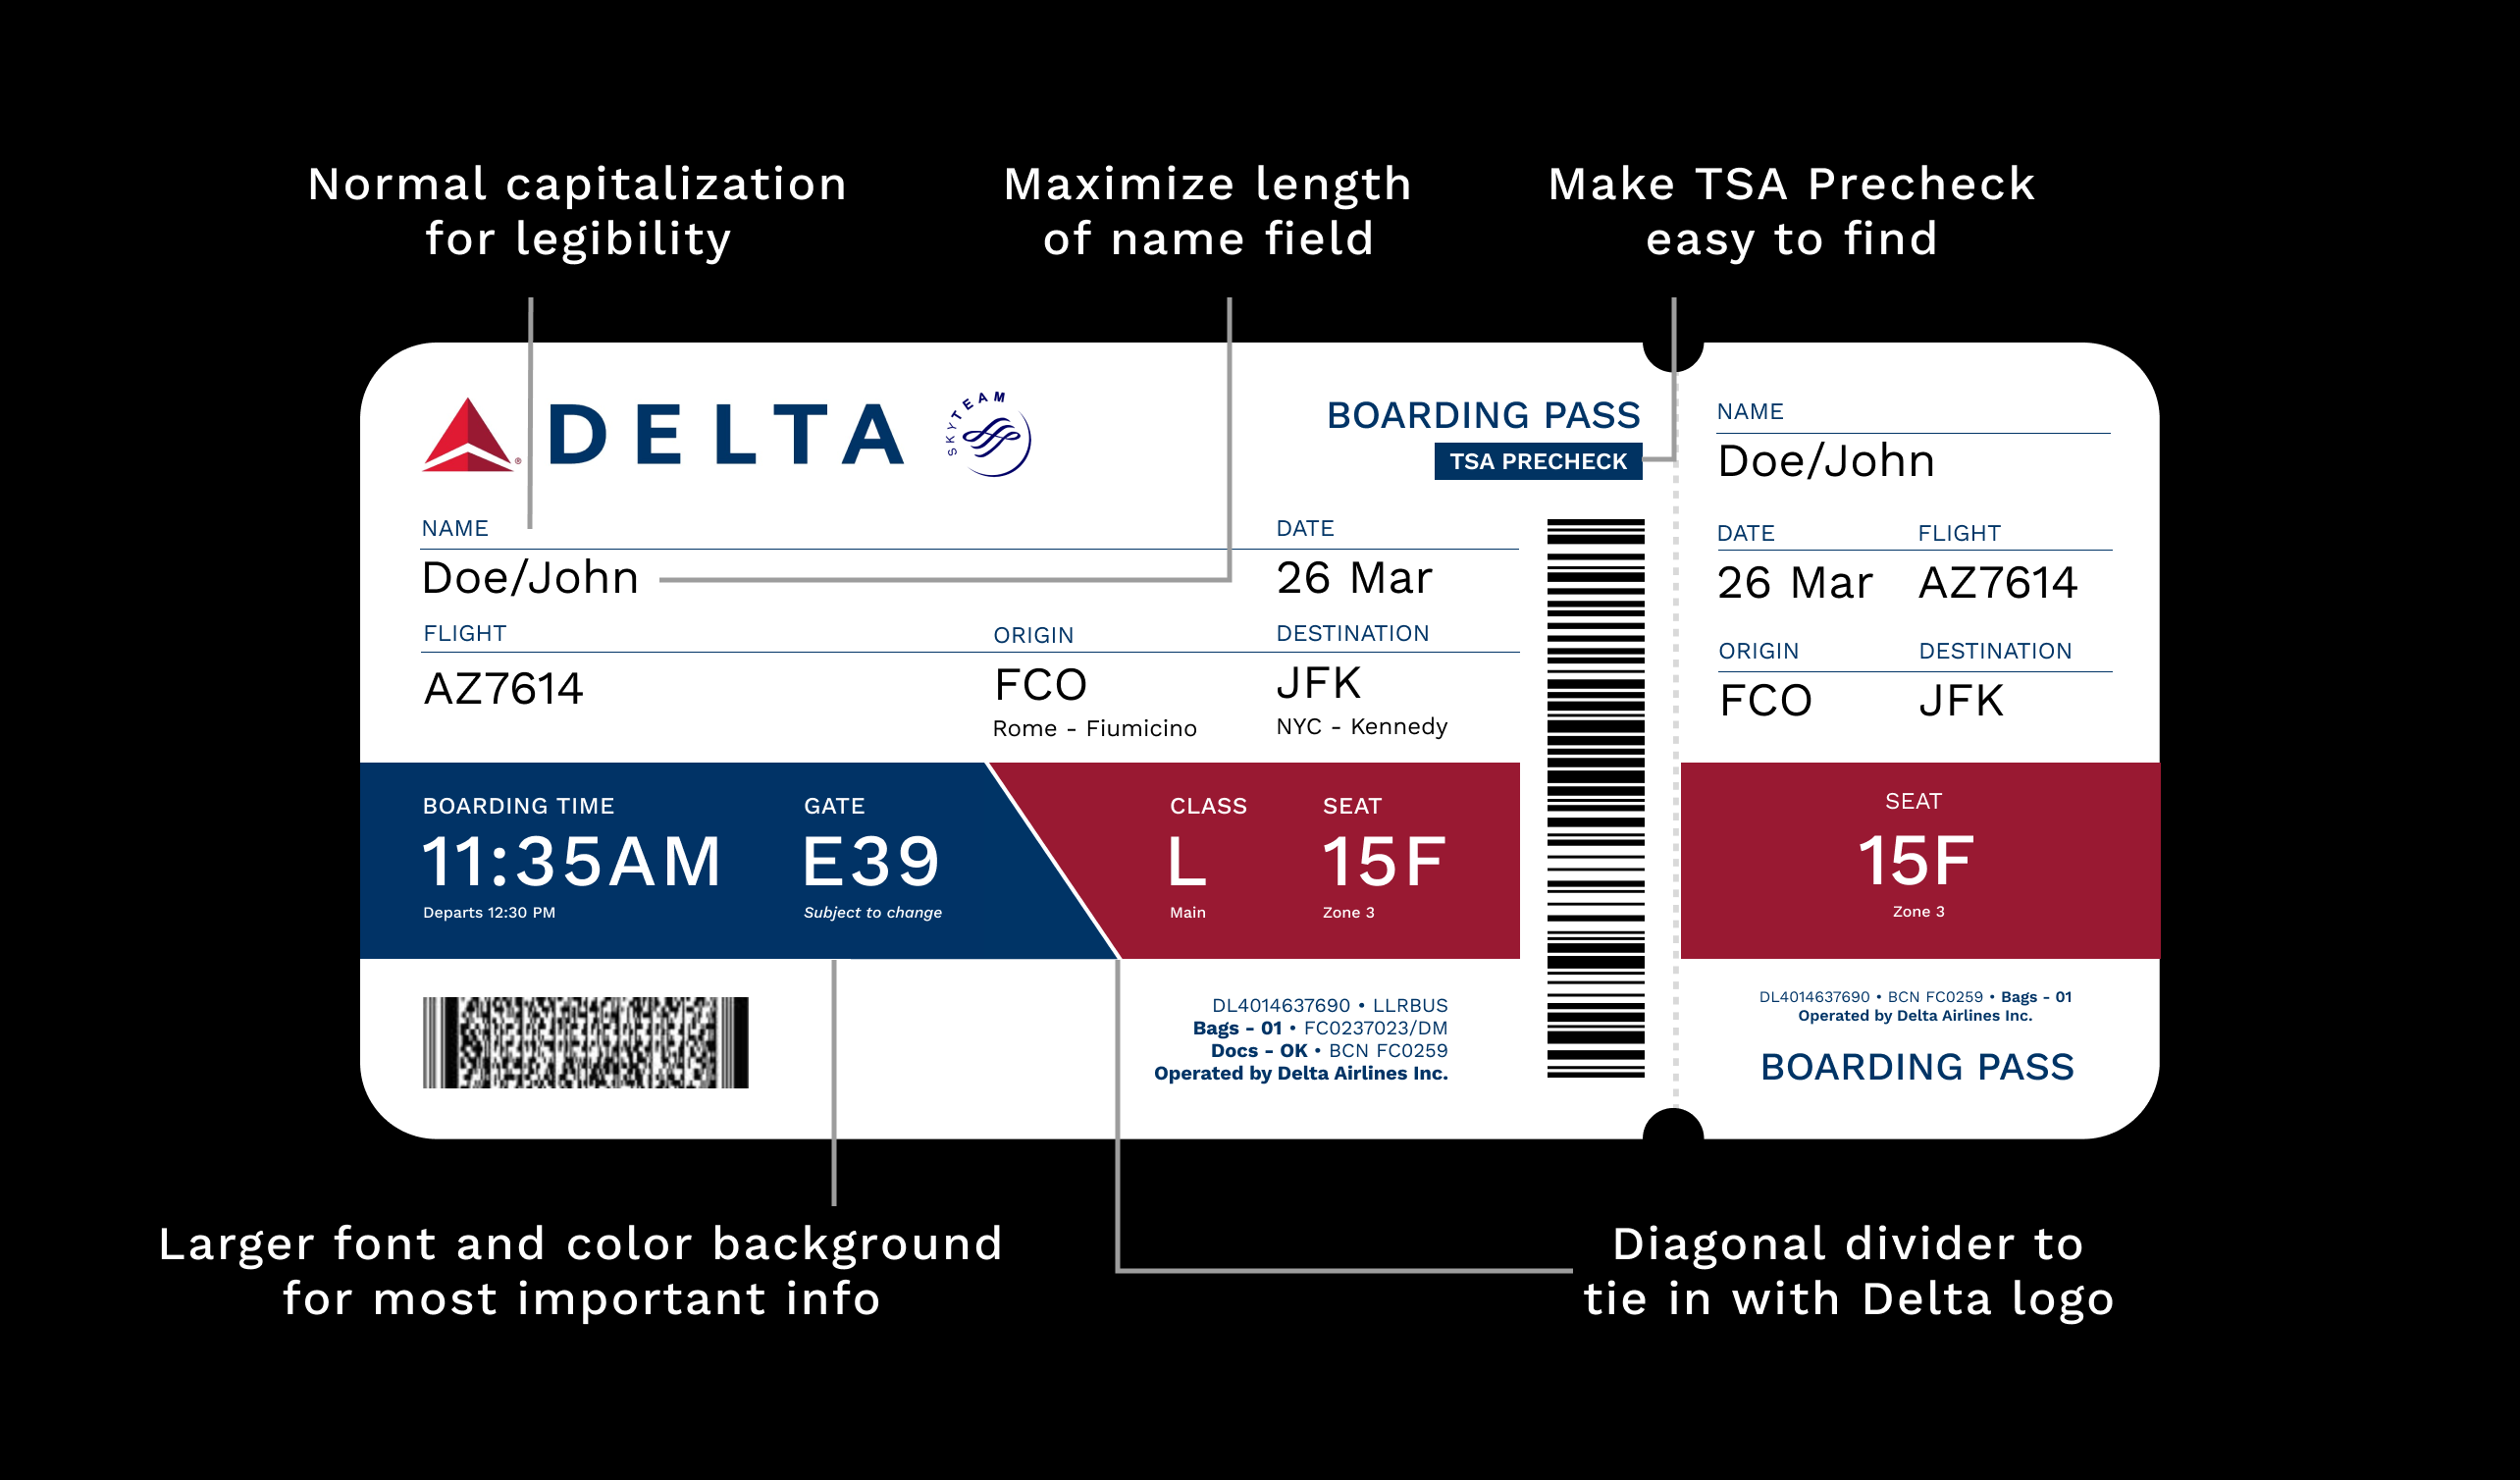 Normal capitalization
for legibility
Maximize length
of name field
Make TSA Precheck
easy to find
DELTA
®
SKYTEAM
BOARDING PASS
TSA PRECHECK
NAME
Doe/John
DATE
26 Mar
FLIGHT
AZ7614
ORIGIN
FCO
Rome - Fiumicino
DESTINATION
JFK
NYC - Kennedy
BOARDING TIME
11:35AM
Departs 12:30 PM
GATE
E39
Subject to change
CLASS
L
Main
SEAT
15F
Zone 3
DL4014637690 • LLRBUS
Bags - 01 • FC0237023/DM
Docs - OK • BCN FC0259
Operated by Delta Airlines Inc.
NAME
Doe/John
DATE
26 Mar
FLIGHT
AZ7614
ORIGIN
FCO
DESTINATION
JFK
SEAT
15F
Zone 3
DL4014637690 • BCN FC0259 • Bags - 01
Operated by Delta Airlines Inc.
BOARDING PASS
Larger font and color background
for most important info
Diagonal divider to
tie in with Delta logo